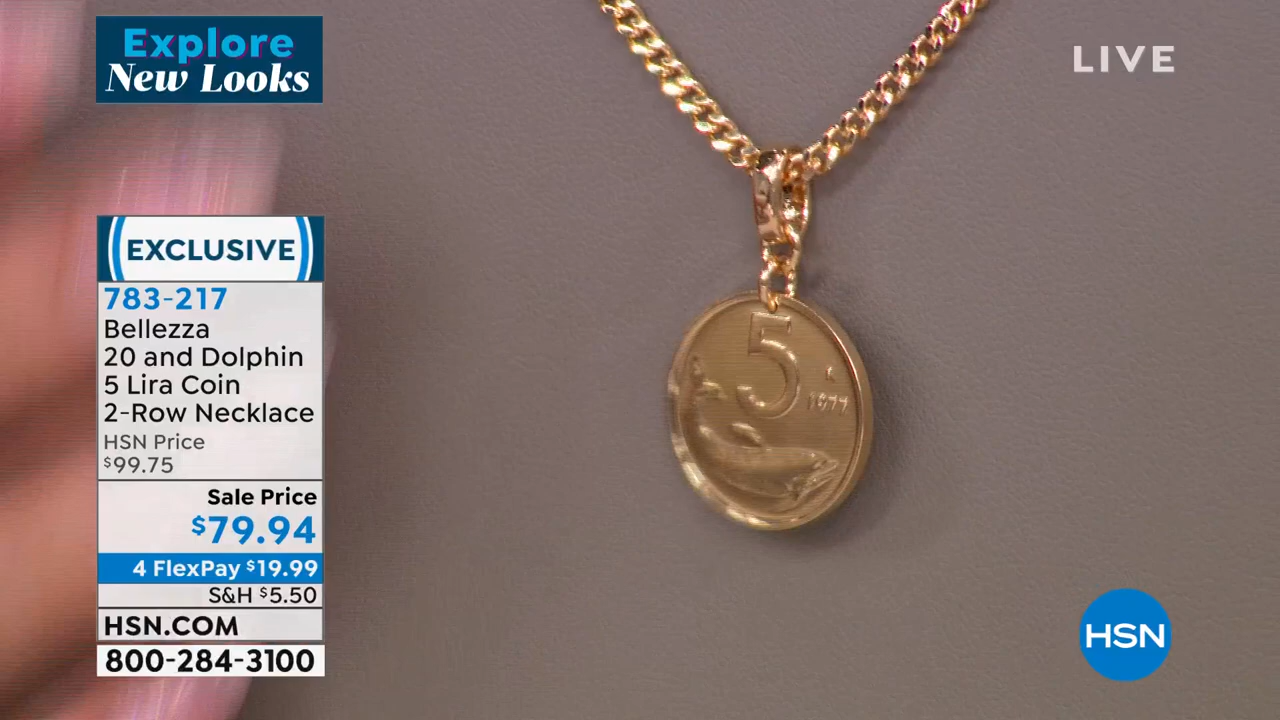 Explore
New Looks
LIVE
EXCLUSIVE
783-217
Bellezza
20 and Dolphin
5 Lira Coin
2-Row Necklace
HSN Price
$99.75
Sale Price
$79.94
4 FlexPay $19.99
S&H $5.50
HSN.COM
800-284-3100
5
L
1977
HSN